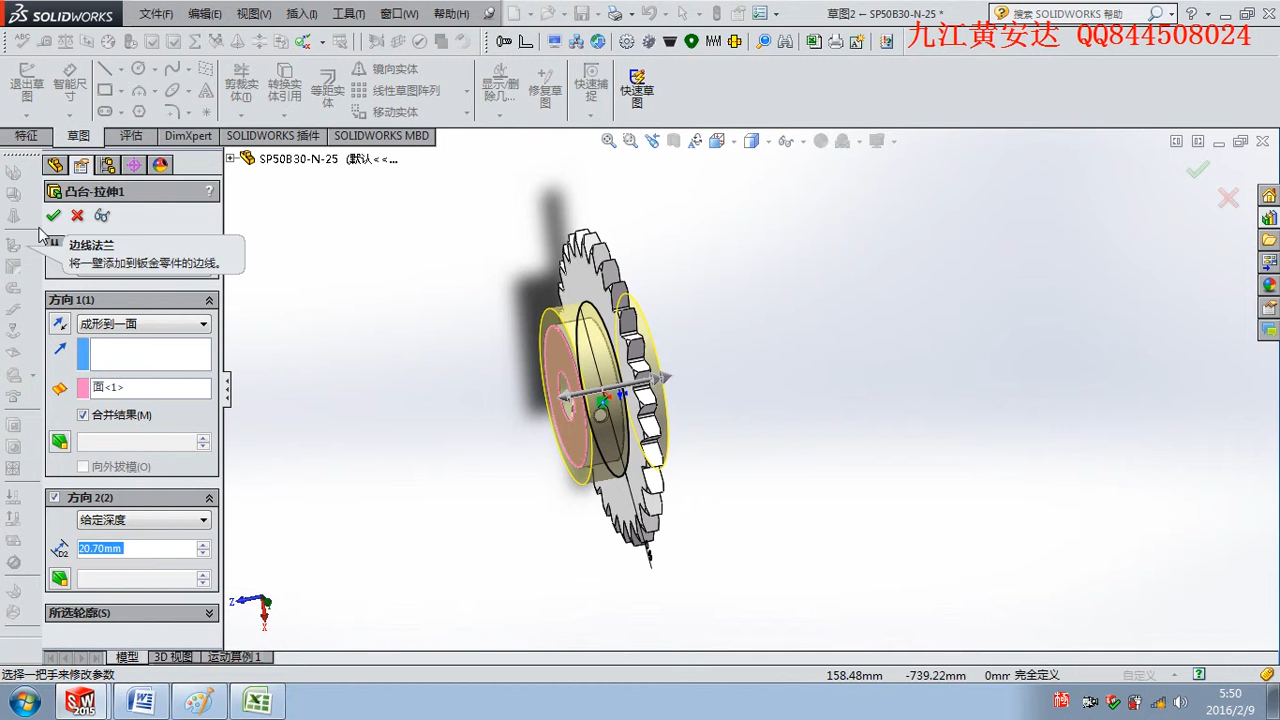 SOLIDWORKS 文件(F) 编辑(E) 视图(V) 插入(I) 工具(T) 窗口(W) 帮助(H) 草图2 - SP50B30-N-25 * 搜索 SOLIDWORKS 帮助
九江黄安达 QQ844508024
退出草图 智能尺寸 剪裁实体(I) 转换实体引用 等距实体 镜向实体 线性草图阵列 移动实体 显示/删除几... 修复草图 快速捕捉 快速草图
特征 草图 评估 DimXpert SOLIDWORKS 插件 SOLIDWORKS MBD
SP50B30-N-25 (默认<<...
凸台-拉伸1 ?
边线法兰
将一壁添加到钣金零件的边线。
方向 1(1)
成形到一面
面<1>
合并结果(M)
向外拔模(O)
方向 2(2)
给定深度
D2 20.70mm
所选轮廓(S)
Z
X
模型 3D 视图 运动算例 1
选择一把手来修改参数 158.48mm -739.22mm 0mm 完全定义 自定义
SW 2015
5:50
2016/2/9